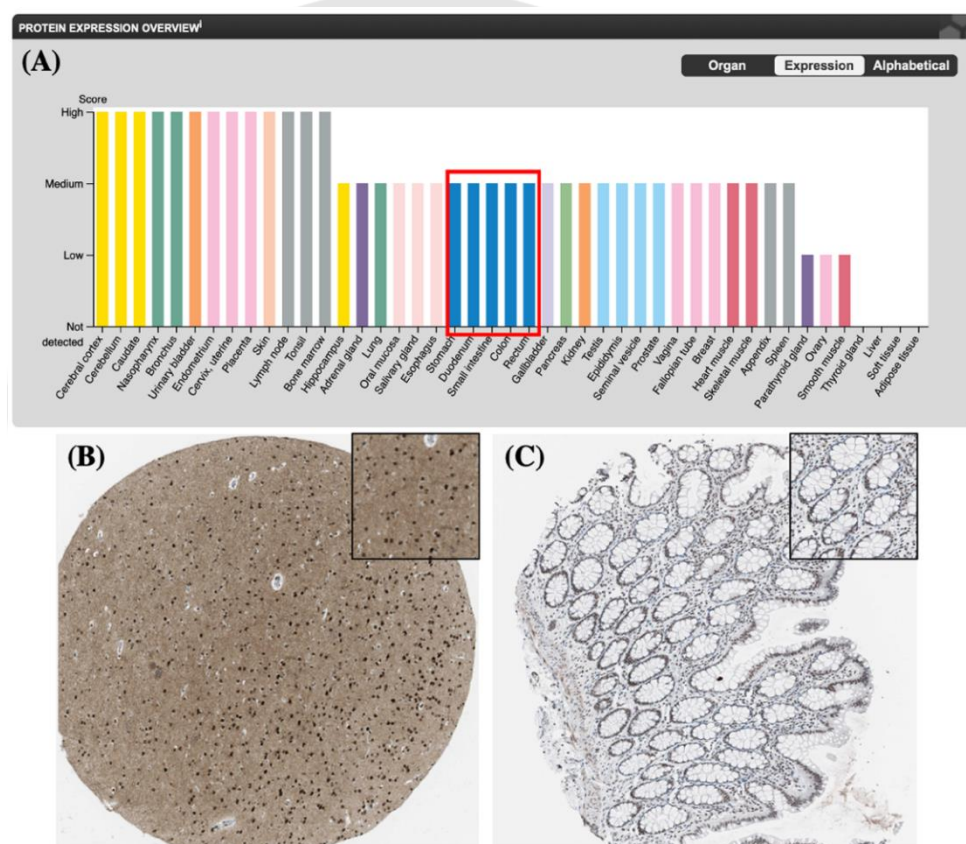 PROTEIN EXPRESSION OVERVIEWⁱ
(A)
Organ Expression Alphabetical
Score
High
Medium
Low
Not
detected
Cerebral cortex
Cerebellum
Caudate
Nasopharynx
Bronchus
Urinary bladder
Endometrium
Cervix, uterine
Placenta
Skin
Lymph node
Tonsil
Bone marrow
Hippocampus
Adrenal gland
Lung
Oral mucosa
Salivary gland
Esophagus
Stomach
Duodenum
Small intestine
Colon
Rectum
Gallbladder
Pancreas
Kidney
Testis
Epididymis
Seminal vesicle
Prostate
Vagina
Fallopian tube
Breast
Heart muscle
Skeletal muscle
Appendix
Spleen
Parathyroid gland
Ovary
Smooth muscle
Thyroid gland
Liver
Soft tissue
Adipose tissue
(B)
(C)